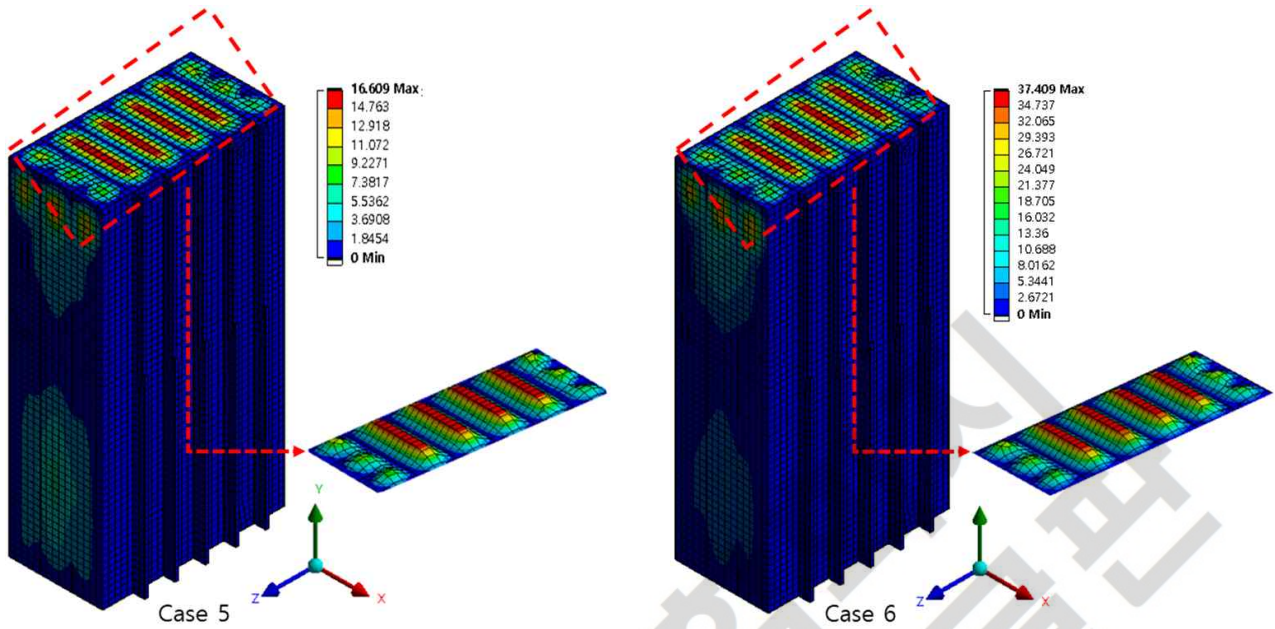 16.609 Max
14.763
12.918
11.072
9.2271
7.3817
5.5362
3.6908
1.8454
0 Min
Y
Z
X
Case 5
37.409 Max
34.737
32.065
29.393
26.721
24.049
21.377
18.705
16.032
13.36
10.688
8.0162
5.3441
2.6721
0 Min
Z
X
Case 6